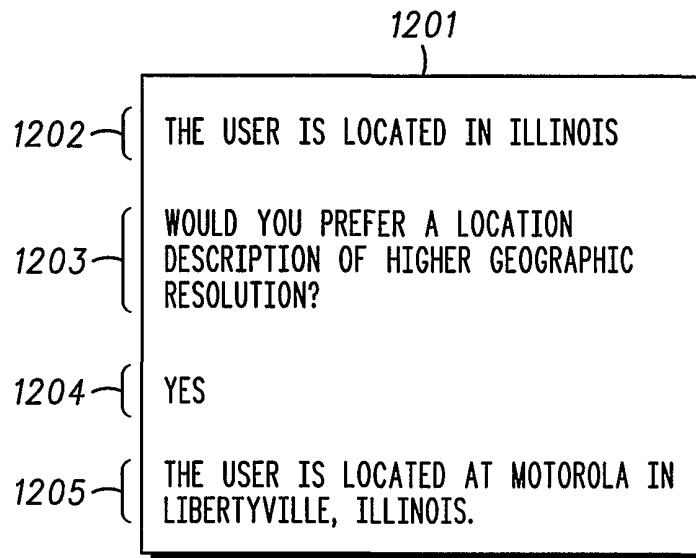 1201
1202 THE USER IS LOCATED IN ILLINOIS
WOULD YOU PREFER A LOCATION
1203 DESCRIPTION OF HIGHER GEOGRAPHIC
RESOLUTION?
1204 YES
1205 THE USER IS LOCATED AT MOTOROLA IN
LIBERTYVILLE, ILLINOIS.